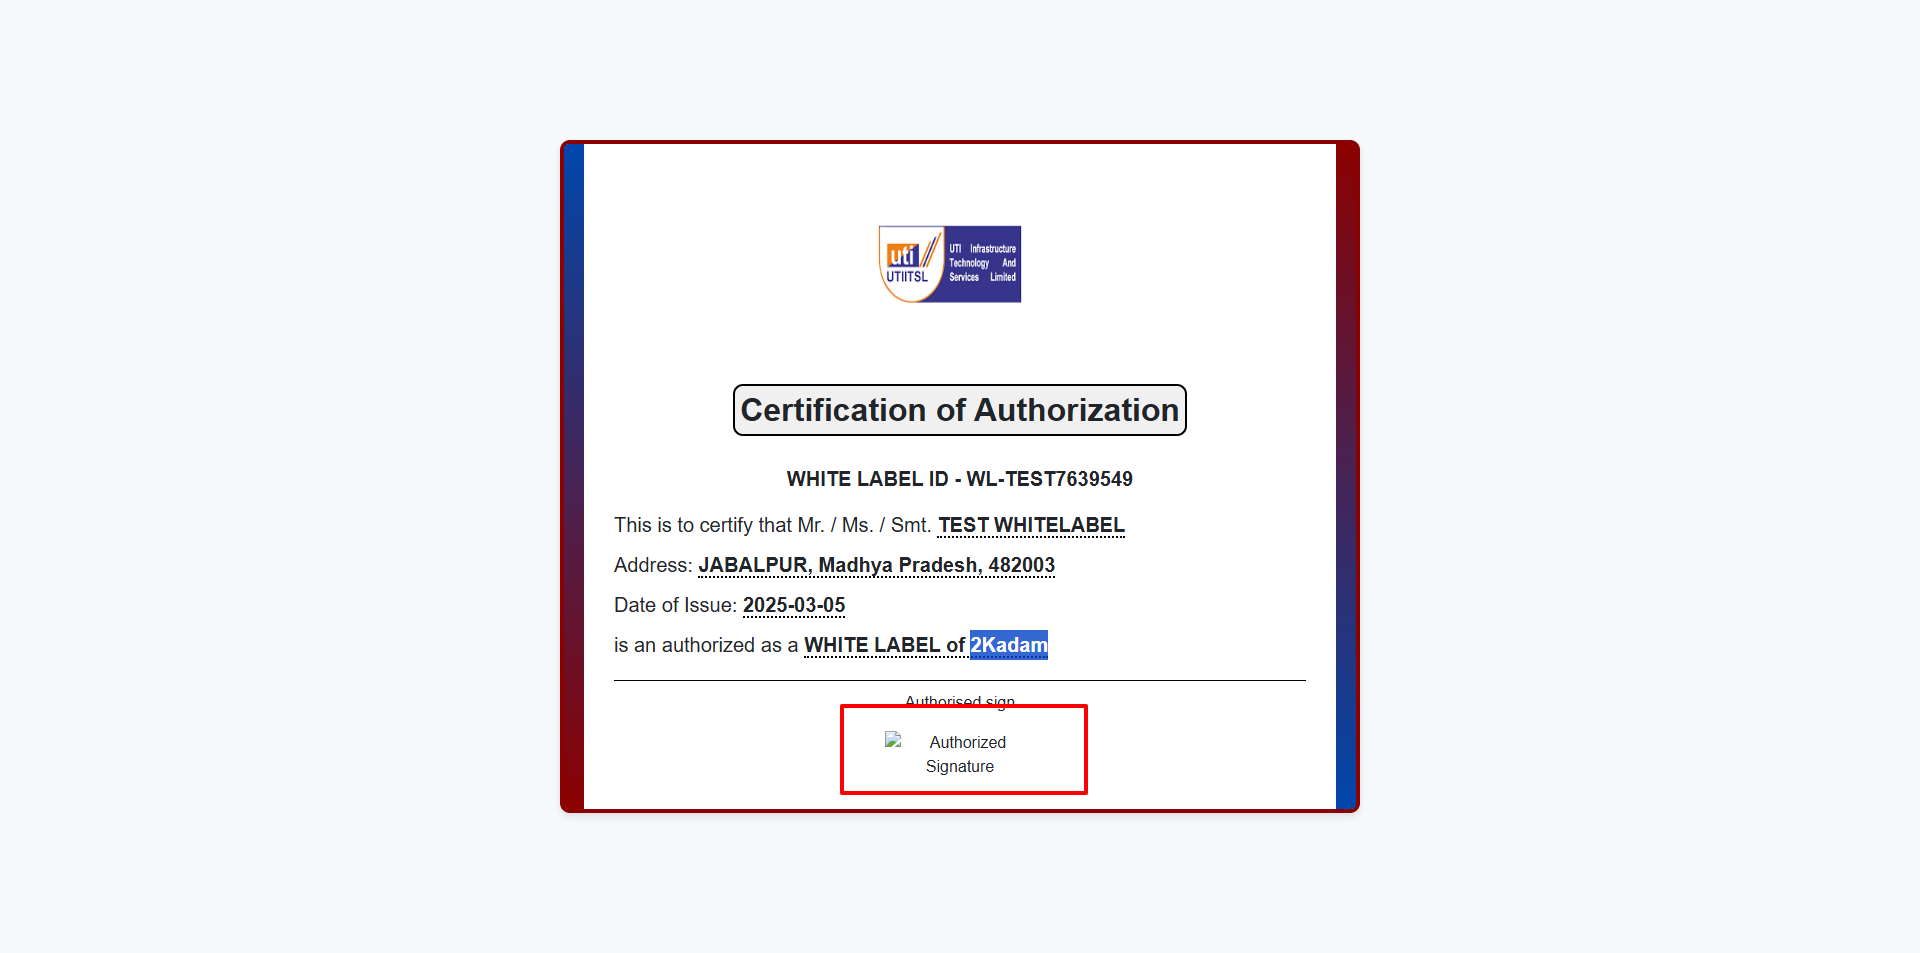 uti
UTIITSL
UTI Infrastructure
Technology And
Services Limited
Certification of Authorization
WHITE LABEL ID - WL-TEST7639549
This is to certify that Mr. / Ms. / Smt. TEST WHITELABEL
Address: JABALPUR, Madhya Pradesh, 482003
Date of Issue: 2025-03-05
is an authorized as a WHITE LABEL of 2Kadam
Authorised sign
Authorized
Signature